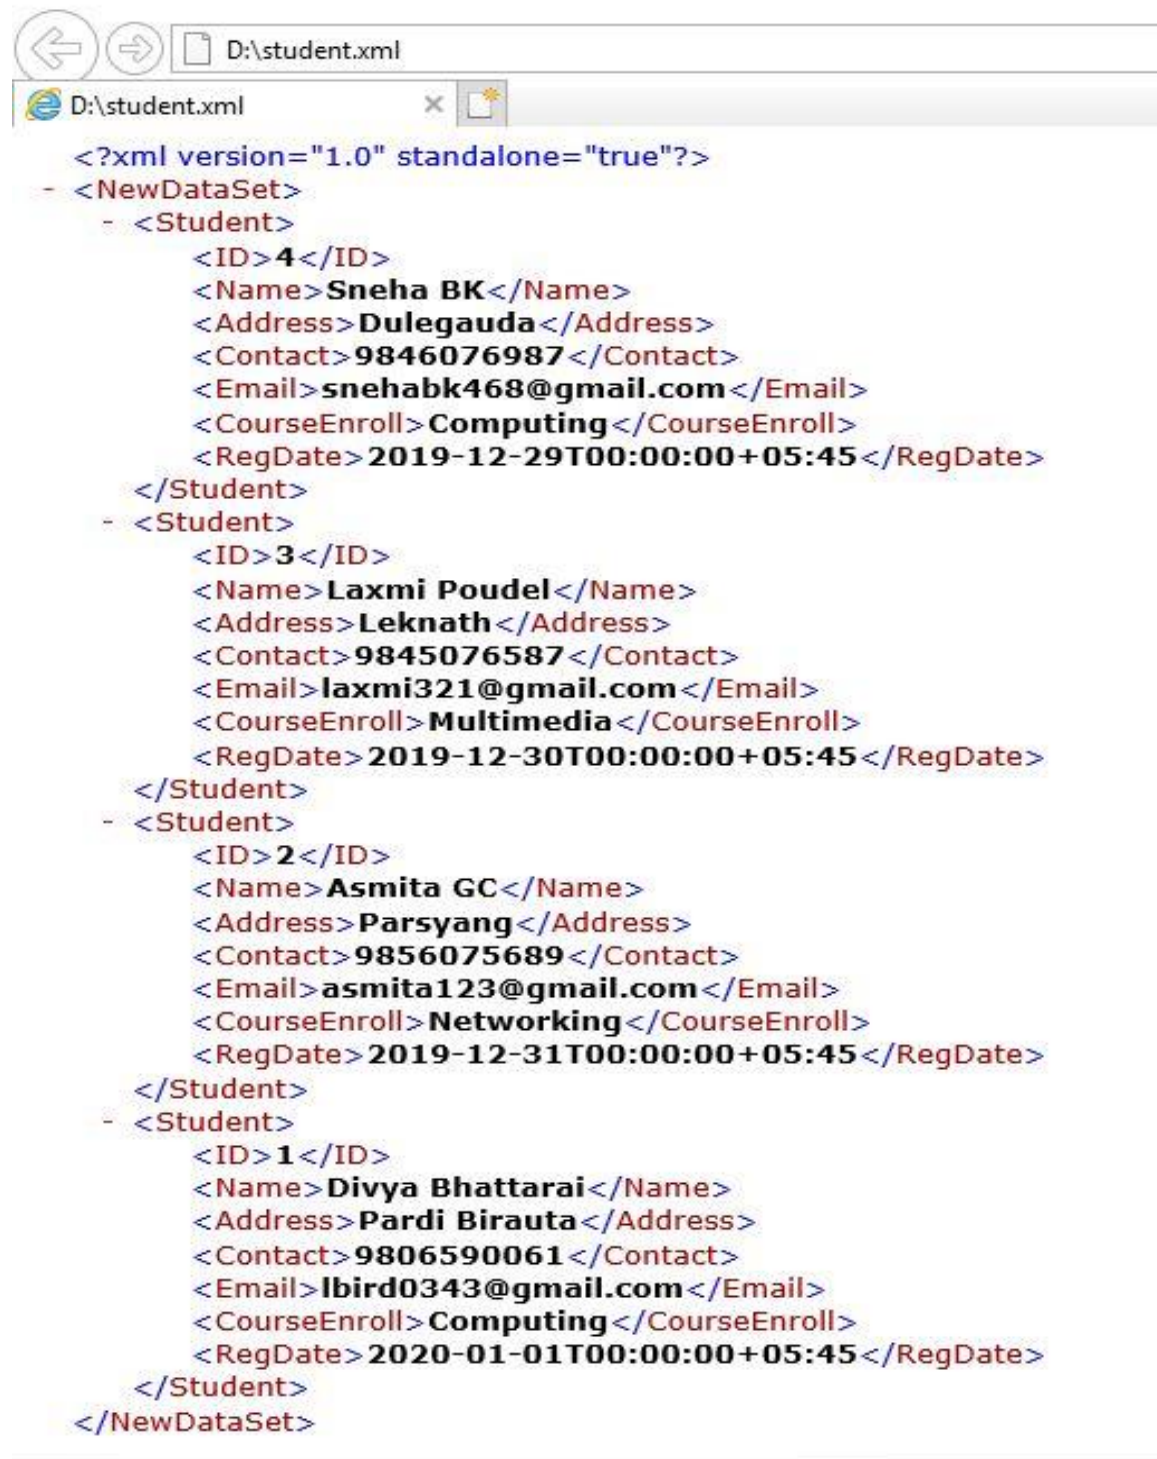 D:\student.xml
D:\student.xml
<?xml version="1.0" standalone="true"?>
- <NewDataSet>
- <Student>
<ID>4</ID>
<Name>Sneha BK</Name>
<Address>Dulegauda</Address>
<Contact>9846076987</Contact>
<Email>snehabk468@gmail.com</Email>
<CourseEnroll>Computing</CourseEnroll>
<RegDate>2019-12-29T00:00:00+05:45</RegDate>
</Student>
- <Student>
<ID>3</ID>
<Name>Laxmi Poudel</Name>
<Address>Leknath</Address>
<Contact>9845076587</Contact>
<Email>laxmi321@gmail.com</Email>
<CourseEnroll>Multimedia</CourseEnroll>
<RegDate>2019-12-30T00:00:00+05:45</RegDate>
</Student>
- <Student>
<ID>2</ID>
<Name>Asmita GC</Name>
<Address>Parsyang</Address>
<Contact>9856075689</Contact>
<Email>asmita123@gmail.com</Email>
<CourseEnroll>Networking</CourseEnroll>
<RegDate>2019-12-31T00:00:00+05:45</RegDate>
</Student>
- <Student>
<ID>1</ID>
<Name>Divya Bhattarai</Name>
<Address>Pardi Birauta</Address>
<Contact>9806590061</Contact>
<Email>lbird0343@gmail.com</Email>
<CourseEnroll>Computing</CourseEnroll>
<RegDate>2020-01-01T00:00:00+05:45</RegDate>
</Student>
</NewDataSet>